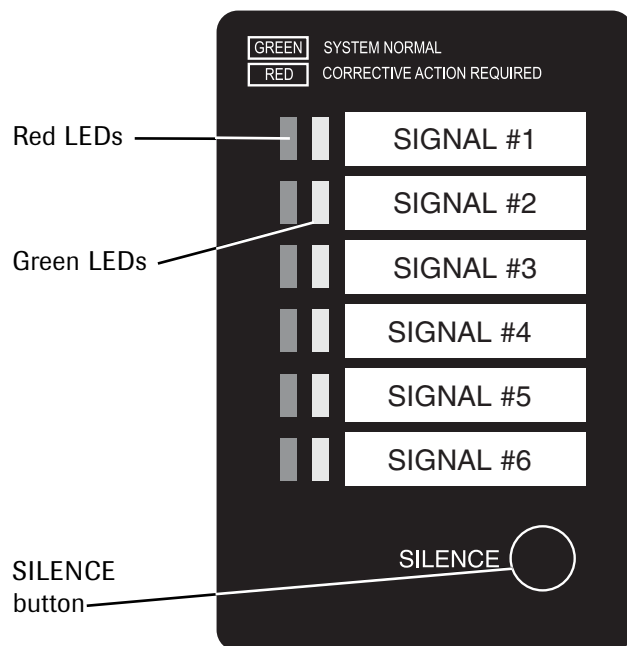 GREEN SYSTEM NORMAL
RED CORRECTIVE ACTION REQUIRED
Red LEDs
SIGNAL #1
SIGNAL #2
Green LEDs
SIGNAL #3
SIGNAL #4
SIGNAL #5
SIGNAL #6
SILENCE
SILENCE
button